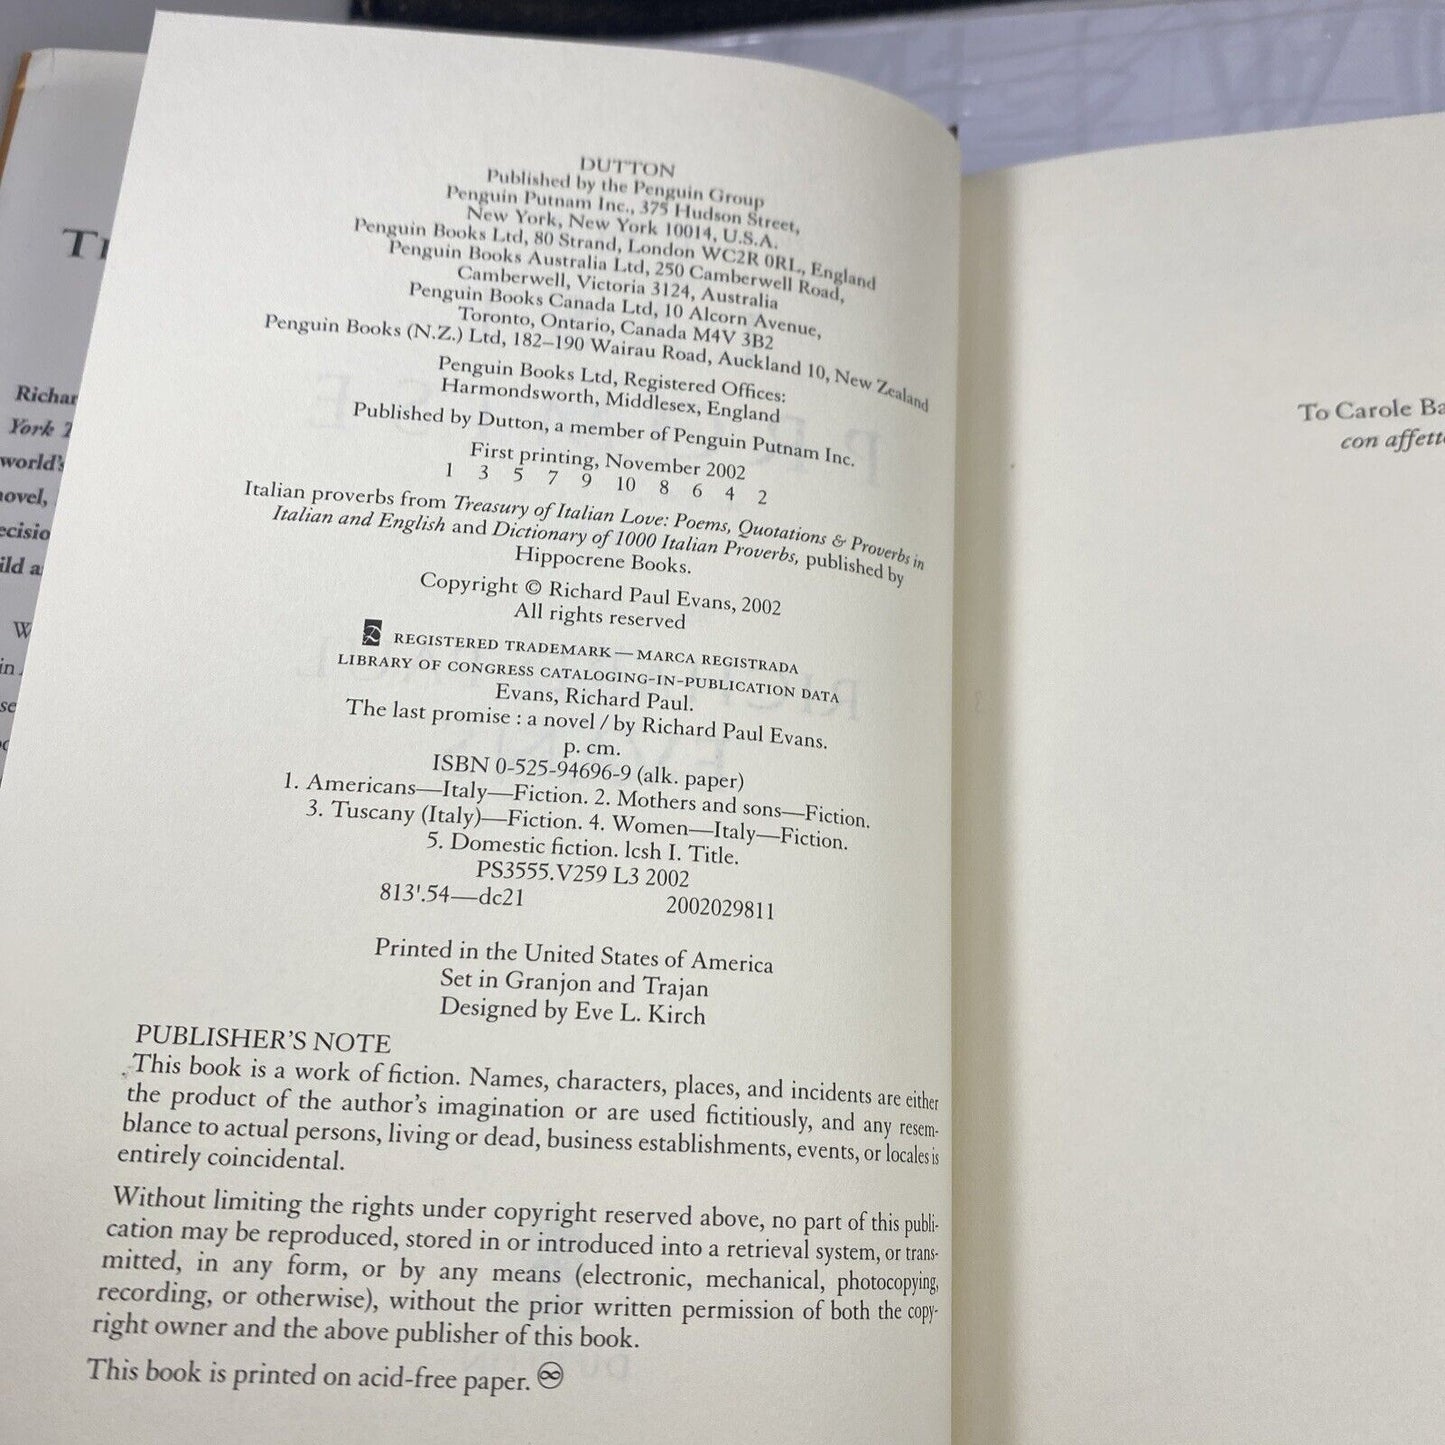 DUTTON
Published by the Penguin Group
Penguin Putnam Inc., 375 Hudson Street,
New York, New York 10014, U.S.A.
Penguin Books Ltd, 80 Strand, London WC2R 0RL, England
Penguin Books Australia Ltd, 250 Camberwell Road,
Camberwell, Victoria 3124, Australia
Penguin Books Canada Ltd, 10 Alcorn Avenue,
Toronto, Ontario, Canada M4V 3B2
Penguin Books (N.Z.) Ltd, 182–190 Wairau Road, Auckland 10, New Zealand
Penguin Books Ltd, Registered Offices:
Harmondsworth, Middlesex, England
Published by Dutton, a member of Penguin Putnam Inc.
First printing, November 2002
1 3 5 7 9 10 8 6 4 2
Italian proverbs from Treasury of Italian Love: Poems, Quotations & Proverbs in
Italian and English and Dictionary of 1000 Italian Proverbs, published by
Hippocrene Books.
Copyright © Richard Paul Evans, 2002
All rights reserved
REGISTERED TRADEMARK—MARCA REGISTRADA
LIBRARY OF CONGRESS CATALOGING-IN-PUBLICATION DATA
Evans, Richard Paul.
The last promise : a novel / by Richard Paul Evans.
p. cm.
ISBN 0-525-94696-9 (alk. paper)
1. Americans—Italy—Fiction. 2. Mothers and sons—Fiction.
3. Tuscany (Italy)—Fiction. 4. Women—Italy—Fiction.
5. Domestic fiction. lcsh I. Title.
PS3555.V259 L3 2002
813'.54—dc21 2002029811
Printed in the United States of America
Set in Granjon and Trajan
Designed by Eve L. Kirch
PUBLISHER'S NOTE
This book is a work of fiction. Names, characters, places, and incidents are either
the product of the author's imagination or are used fictitiously, and any resem-
blance to actual persons, living or dead, business establishments, events, or locales is
entirely coincidental.
Without limiting the rights under copyright reserved above, no part of this publi-
cation may be reproduced, stored in or introduced into a retrieval system, or trans-
mitted, in any form, or by any means (electronic, mechanical, photocopying,
recording, or otherwise), without the prior written permission of both the copy-
right owner and the above publisher of this book.
This book is printed on acid-free paper. ♾
To Carole Ba
con affett
Richar
York
world's
novel,